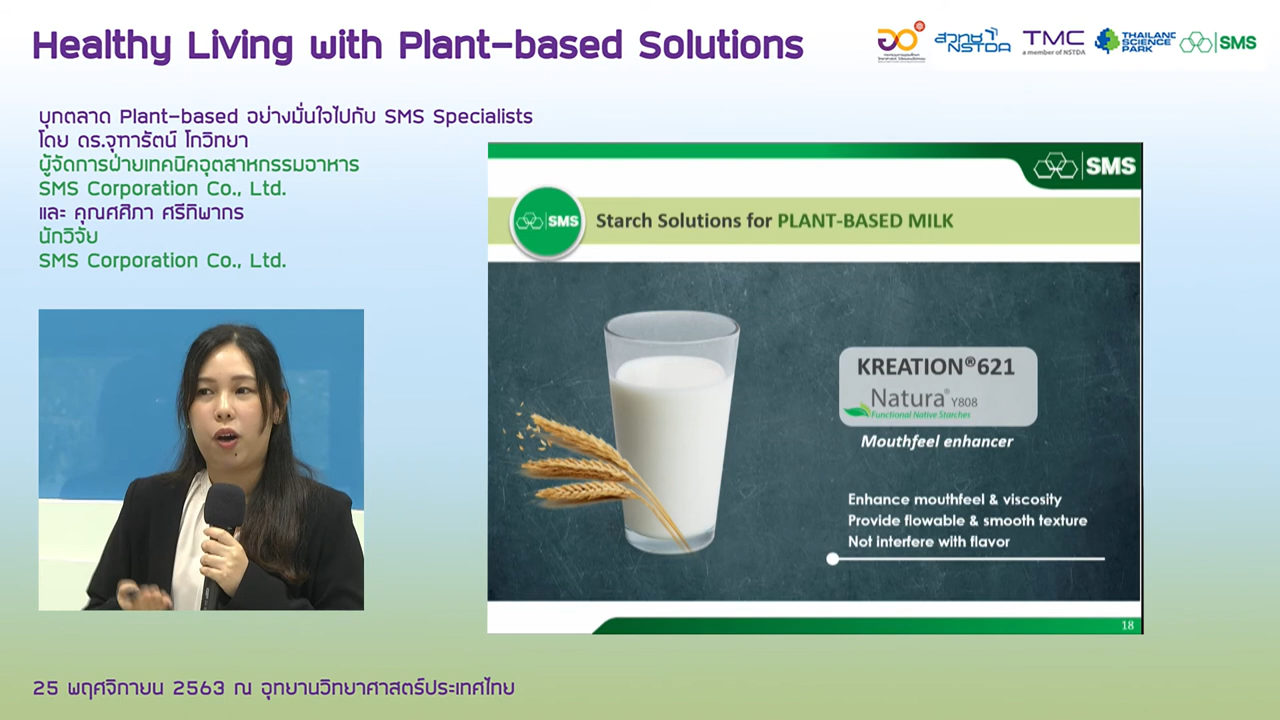 Healthy Living with Plant-based Solutions
สวทช
NSTDA
TMC
a member of NSTDA
THAILAND
SCIENCE
PARK
SMS
บุกตลาด Plant-based อย่างมั่นใจไปกับ SMS Specialists
โดย ดร.จุฑารัตน์ โกวิทยา
ผู้จัดการฝ่ายเทคนิคอุตสาหกรรมอาหาร
SMS Corporation Co., Ltd.
และ คุณศศิภา ศรีทิพากร
นักวิจัย
SMS Corporation Co., Ltd.
SMS
SMS
Starch Solutions for PLANT-BASED MILK
KREATION®621
Natura® Y808
Functional Native Starches
Mouthfeel enhancer
Enhance mouthfeel & viscosity
Provide flowable & smooth texture
Not interfere with flavor
18
25 พฤศจิกายน 2563 ณ อุทยานวิทยาศาสตร์ประเทศไทย